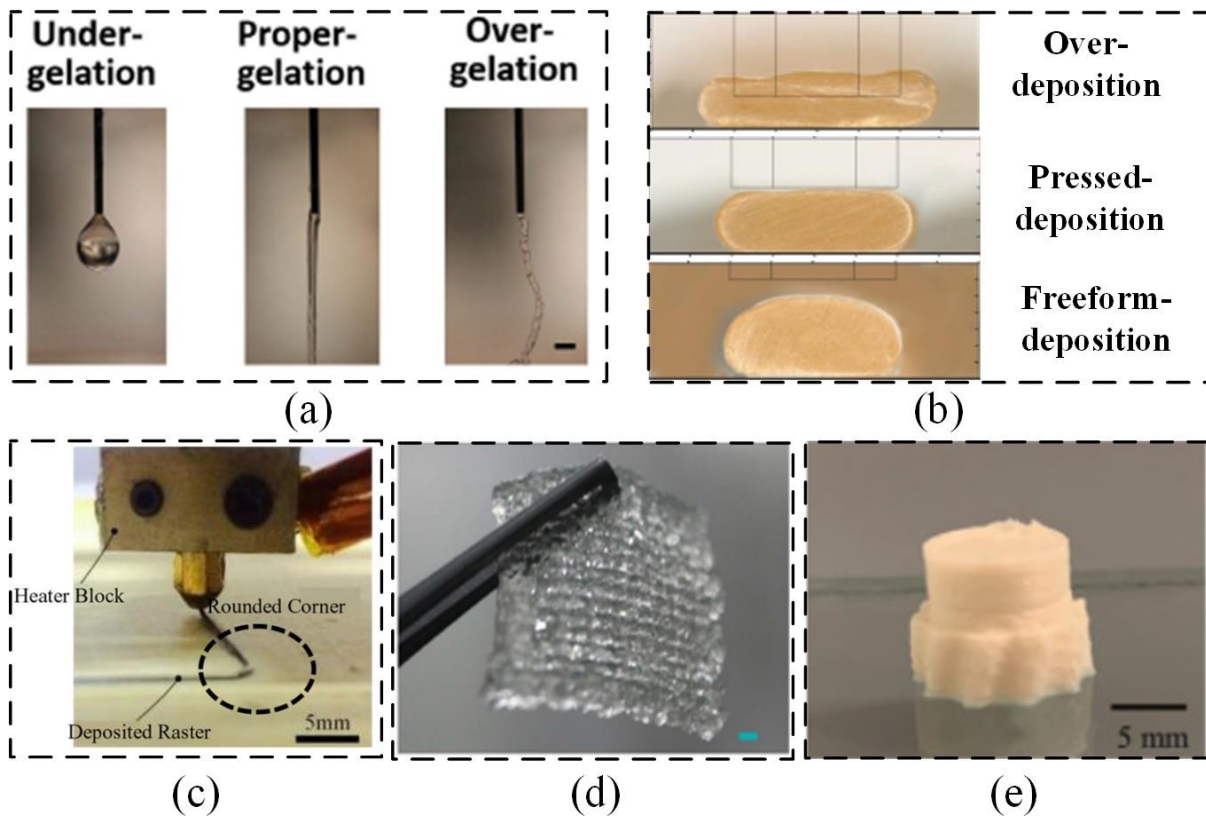 Under-
gelation
Proper-
gelation
Over-
gelation
Over-
deposition
Pressed-
deposition
Freeform-
deposition
(a)
(b)
Heater Block
Rounded Corner
Deposited Raster
5mm
5 mm
(c)
(d)
(e)